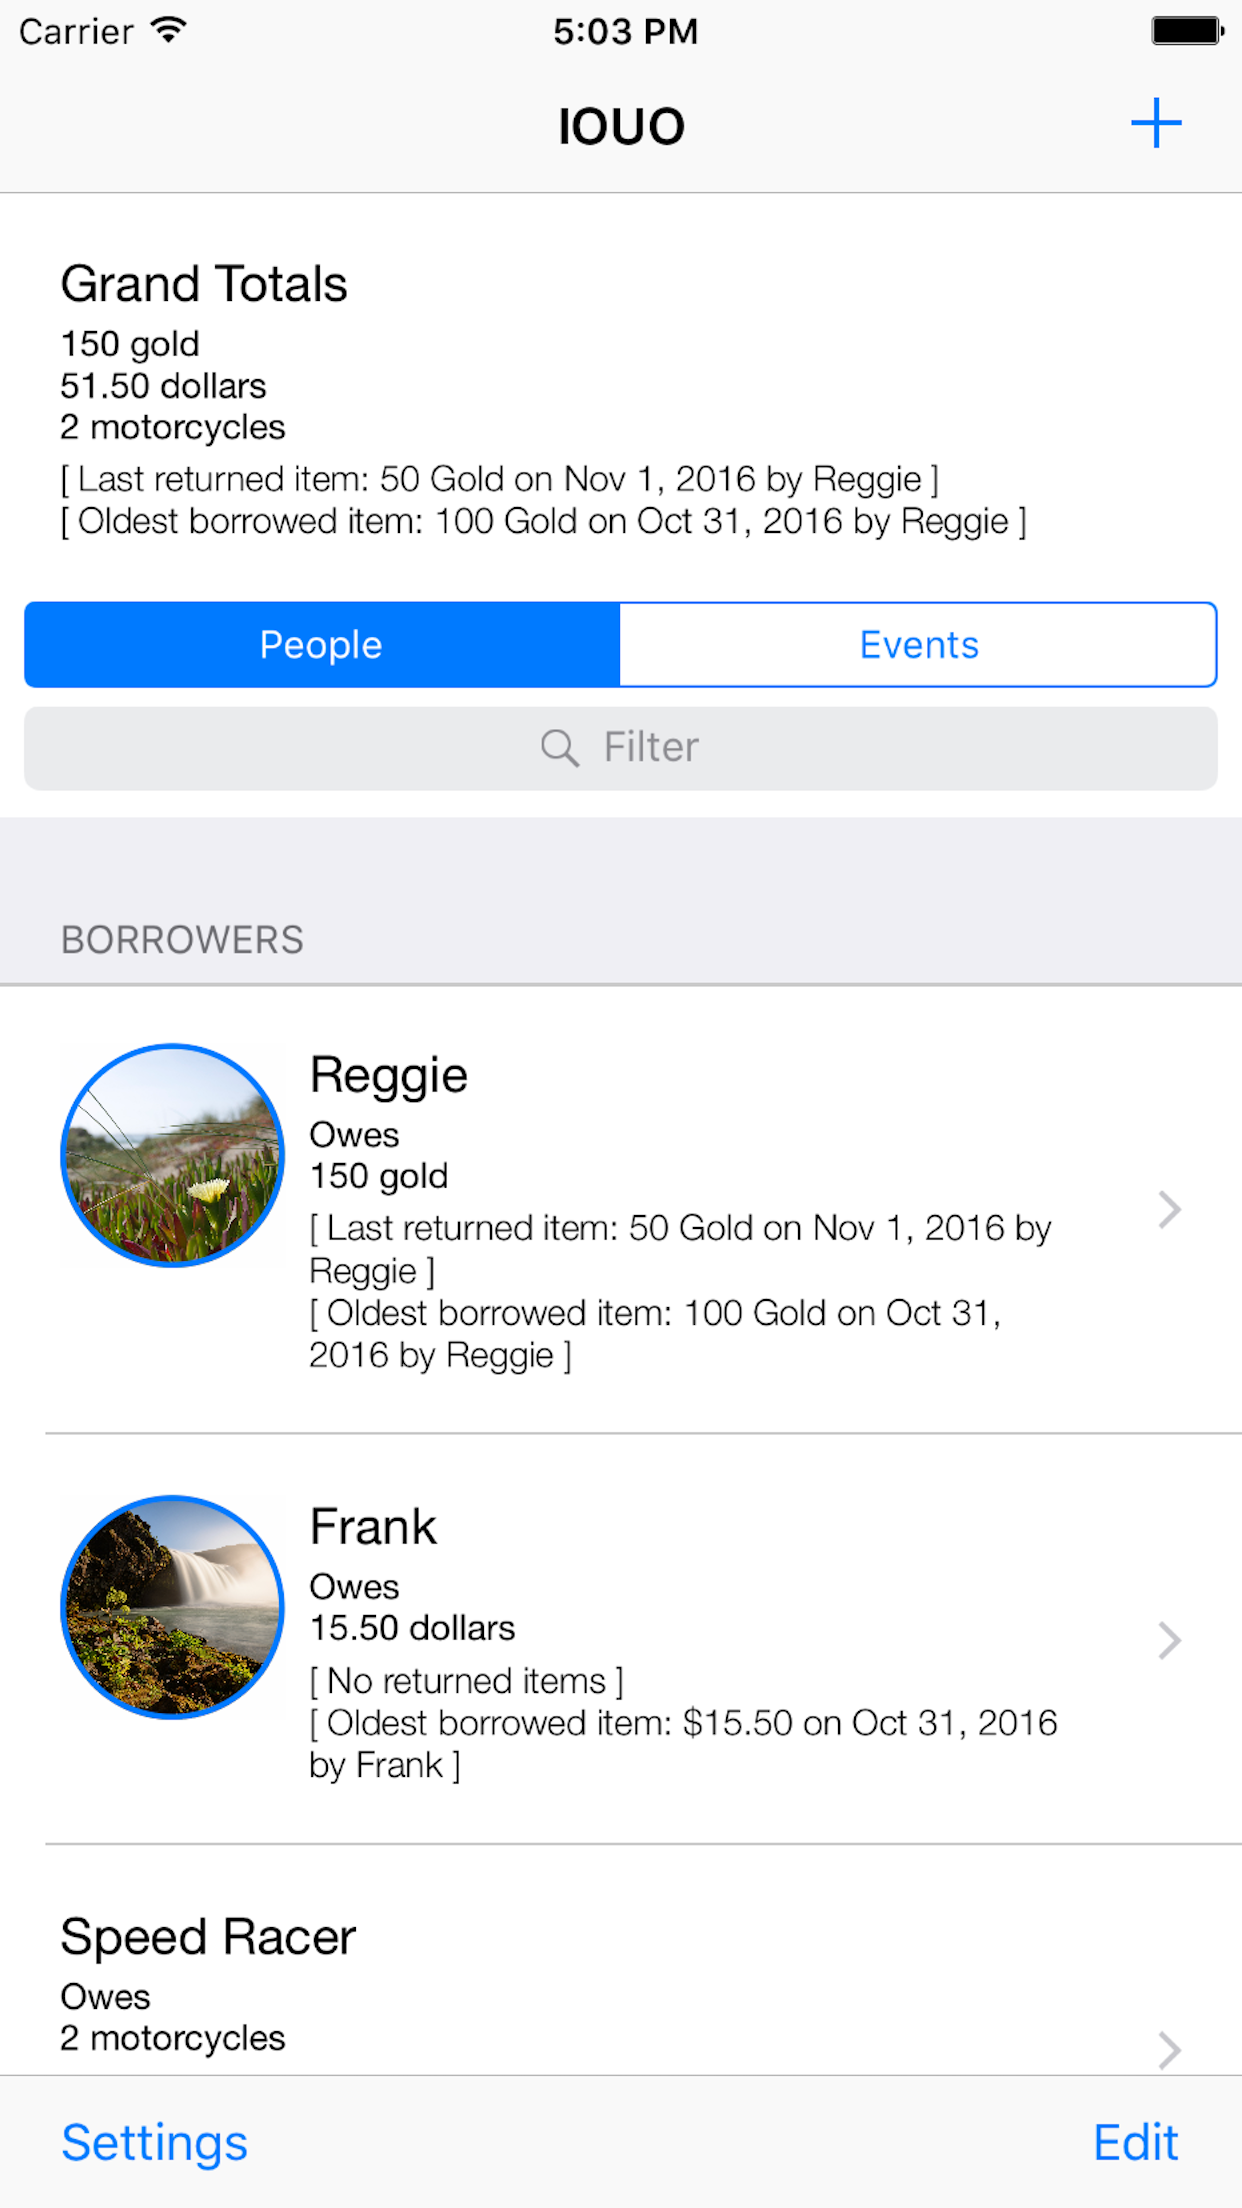 Carrier 5:03 PM
IOUO
Grand Totals
150 gold
51.50 dollars
2 motorcycles
[ Last returned item: 50 Gold on Nov 1, 2016 by Reggie ]
[ Oldest borrowed item: 100 Gold on Oct 31, 2016 by Reggie ]
People Events
Filter
BORROWERS
Reggie
Owes
150 gold
[ Last returned item: 50 Gold on Nov 1, 2016 by
Reggie ]
[ Oldest borrowed item: 100 Gold on Oct 31,
2016 by Reggie ]
Frank
Owes
15.50 dollars
[ No returned items ]
[ Oldest borrowed item: $15.50 on Oct 31, 2016
by Frank ]
Speed Racer
Owes
2 motorcycles
Settings Edit